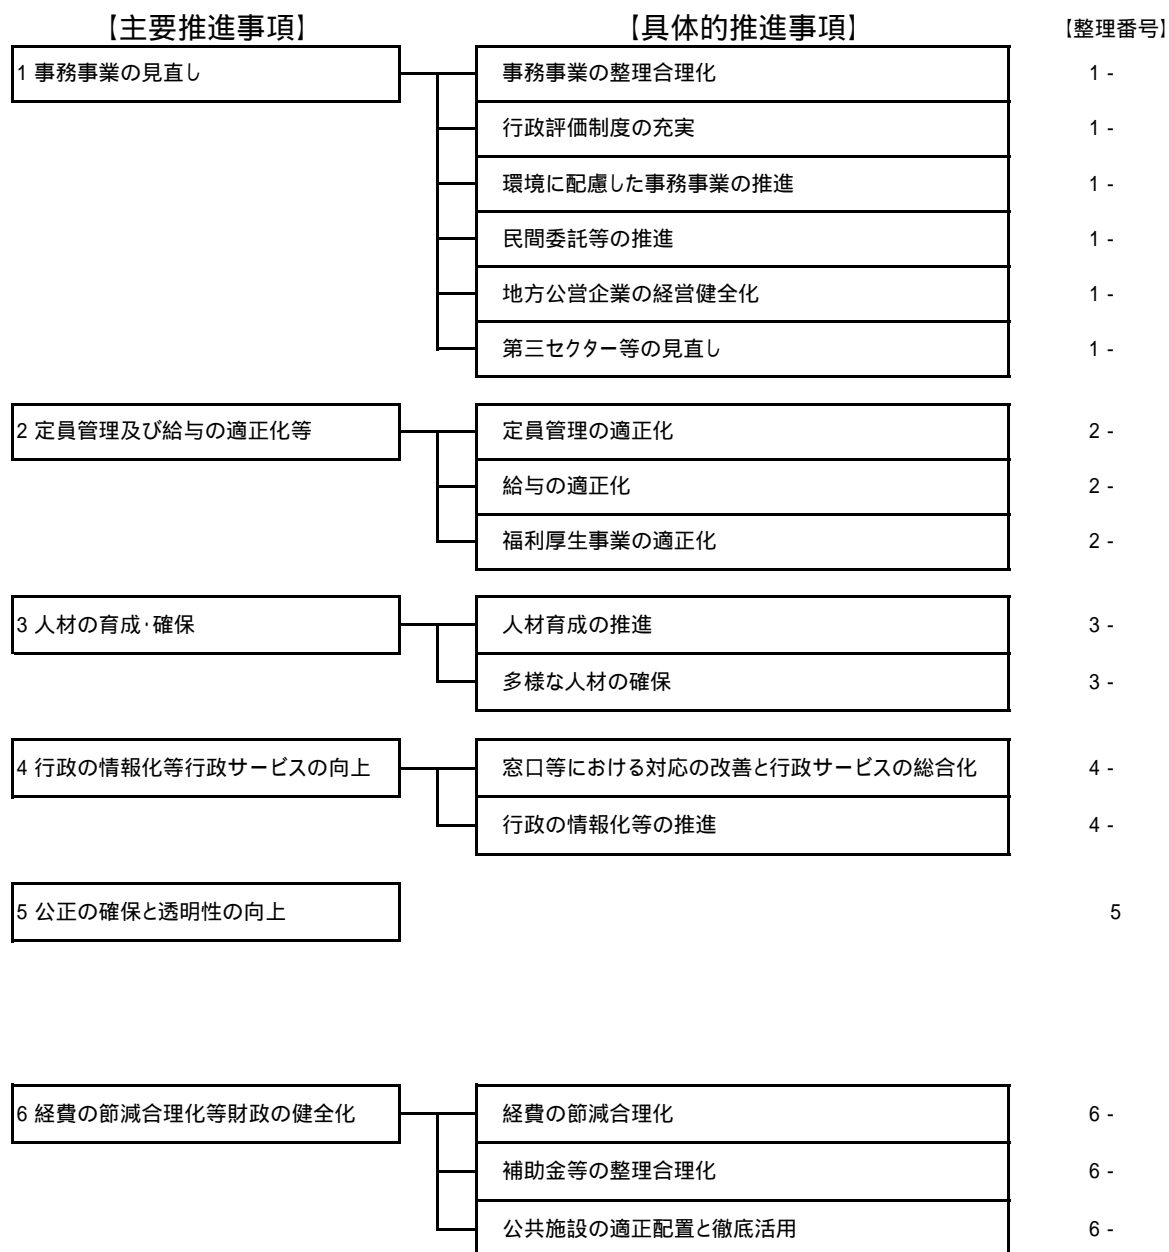 【主要推進事項】 【具体的推進事項】 【整理番号】
1 事務事業の見直し 事務事業の整理合理化 1 -
行政評価制度の充実 1 -
環境に配慮した事務事業の推進 1 -
民間委託等の推進 1 -
地方公営企業の経営健全化 1 -
第三セクター等の見直し 1 -
2 定員管理及び給与の適正化等 定員管理の適正化 2 -
給与の適正化 2 -
福利厚生事業の適正化 2 -
3 人材の育成・確保 人材育成の推進 3 -
多様な人材の確保 3 -
4 行政の情報化等行政サービスの向上 窓口等における対応の改善と行政サービスの総合化 4 -
行政の情報化等の推進 4 -
5 公正の確保と透明性の向上 5
6 経費の節減合理化等財政の健全化 経費の節減合理化 6 -
補助金等の整理合理化 6 -
公共施設の適正配置と徹底活用 6 -